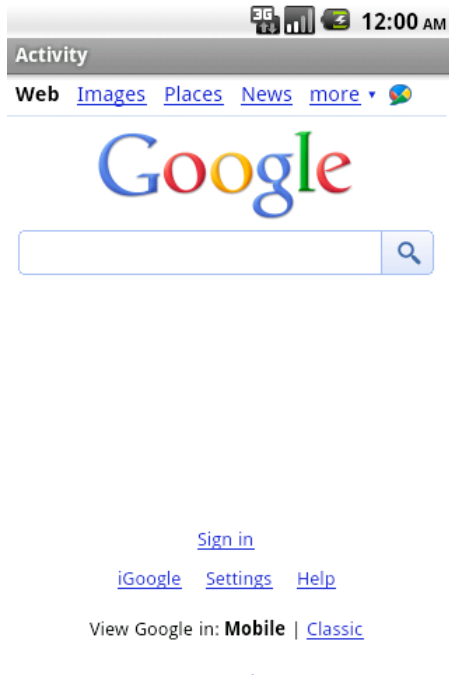 3G 12:00 AM
Activity
Web Images Places News more ▾
Google
Sign in
iGoogle Settings Help
View Google in: Mobile | Classic